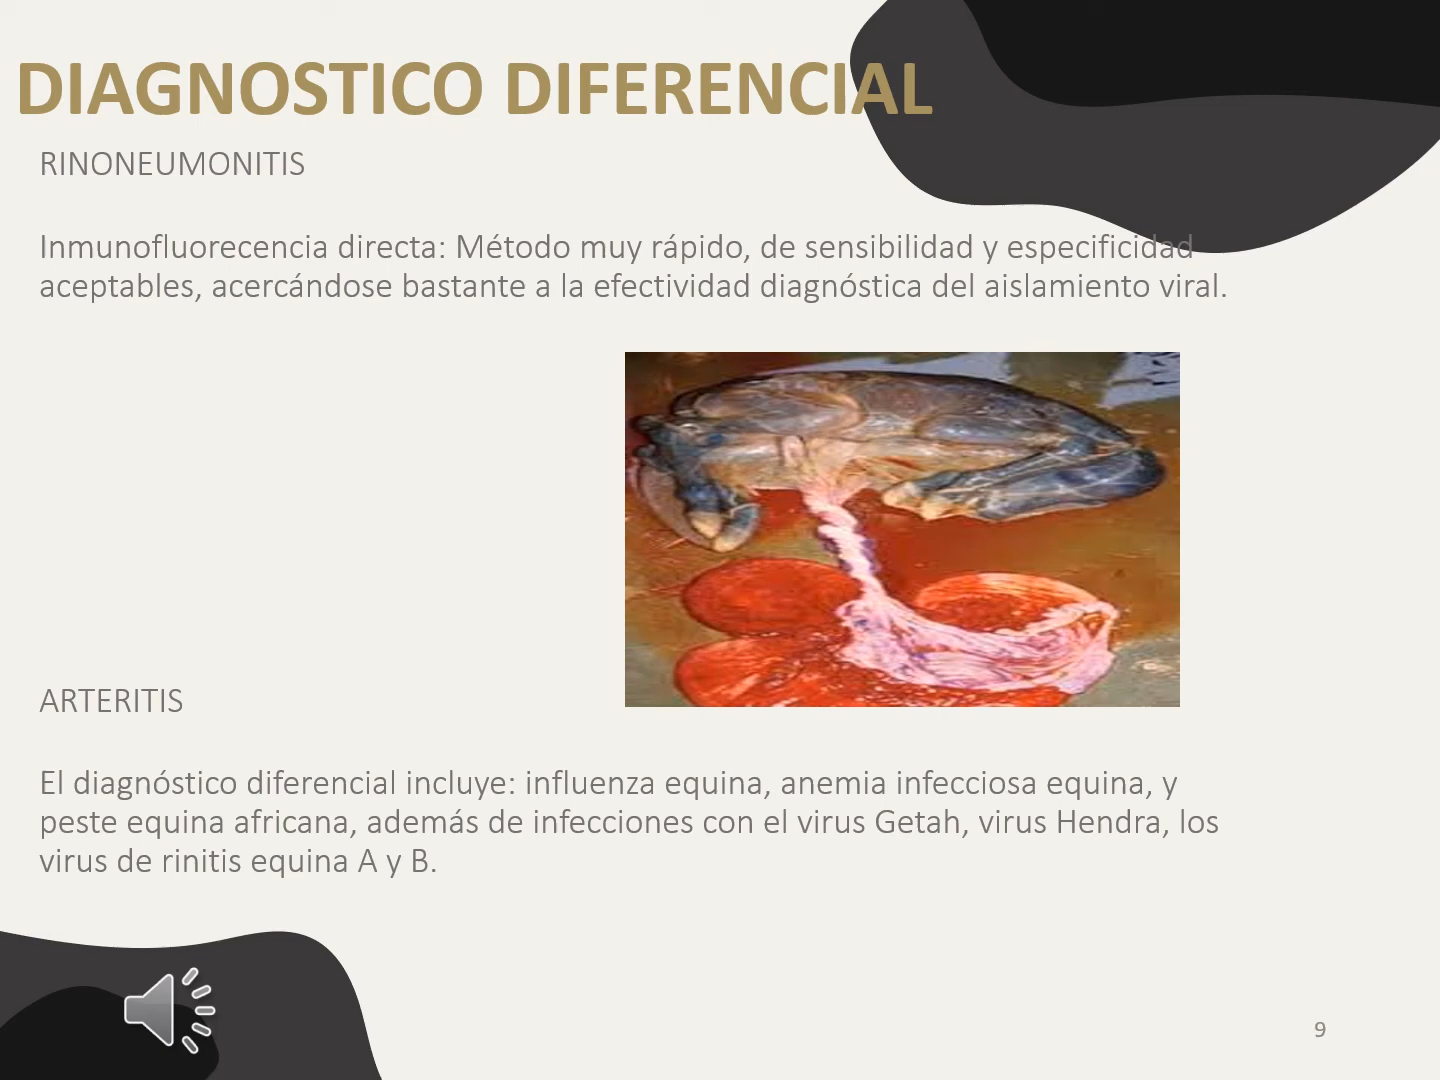 DIAGNOSTICO DIFERENCIAL
RINONEUMONITIS
Inmunofluorecencia directa: Método muy rápido, de sensibilidad y especificidad
aceptables, acercándose bastante a la efectividad diagnóstica del aislamiento viral.
ARTERITIS
El diagnóstico diferencial incluye: influenza equina, anemia infecciosa equina, y
peste equina africana, además de infecciones con el virus Getah, virus Hendra, los
virus de rinitis equina A y B.
9